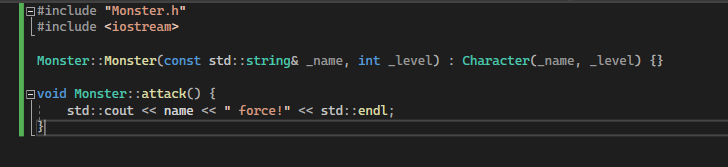 #include "Monster.h"
#include <iostream>
Monster::Monster(const std::string& _name, int _level) : Character(_name, _level) {}
void Monster::attack() {
std::cout << name << " force!" << std::endl;
}